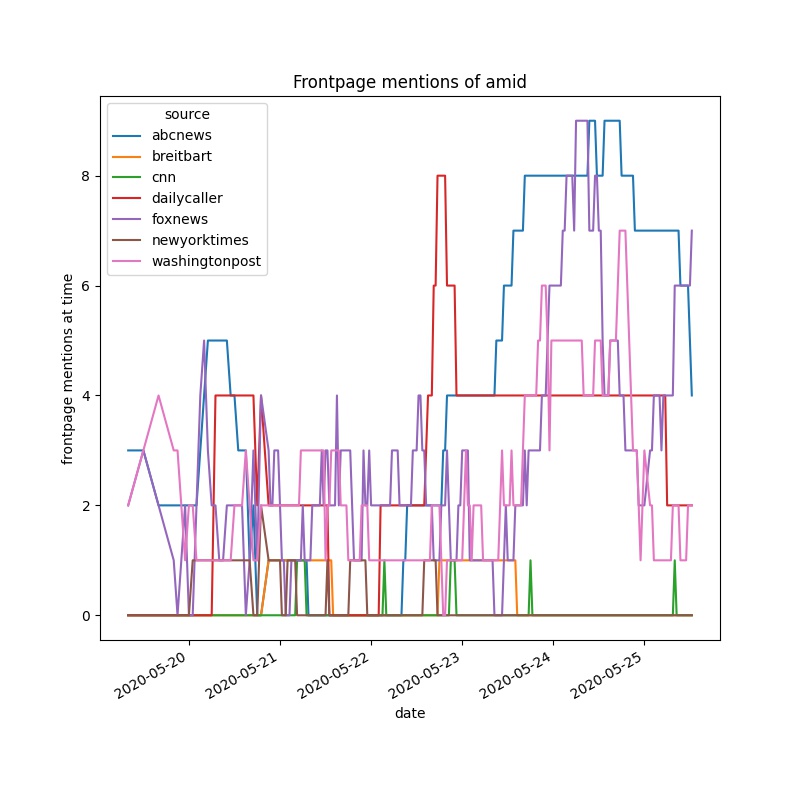 Frontpage mentions of amid
source
abcnews
breitbart
cnn
dailycaller
foxnews
newyorktimes
washingtonpost
frontpage mentions at time
8
6
4
2
0
2020-05-20
2020-05-21
2020-05-22
2020-05-23
2020-05-24
2020-05-25
date